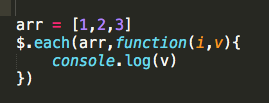 arr = [1,2,3]
$.each(arr,function(i,v){
    console.log(v)
})